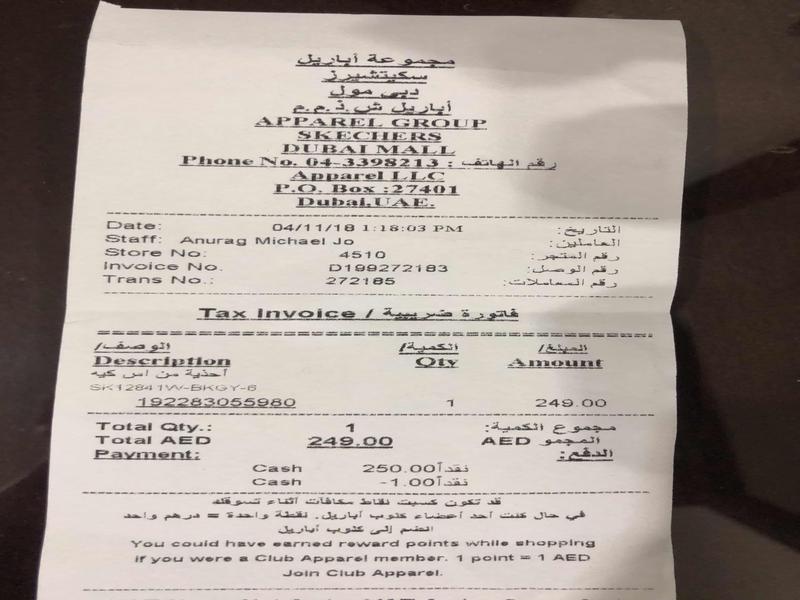 مجموعة أباريل
سكيتشيرز
دبي مول
أباريل ش.ذ.م.م
APPAREL GROUP
SKECHERS
DUBAI MALL
Phone No. 04-3398213 : رقم الهاتف
Apparel LLC
P.O. Box :27401
Dubai,UAE.
Date: 04/11/18 1:18:03 PM التاريخ:
Staff: Anurag Michael Jo العاملين:
Store No: 4510 رقم المتجر:
Invoice No. D199272183 رقم الوصل:
Trans No.: 272185 رقم المعاملات:
Tax Invoice / فاتورة ضريبية
الوصف/ الكمية/ المبلغ/
Description Qty Amount
أحذية من اس كيه
SK12841W-BKGY-6
192283055980 1 249.00
Total Qty.: 1 مجموع الكمية:
Total AED 249.00 AED المجمو
Payment: الدفع:
Cash 250.00 نقداً
Cash -1.00 نقداً
قد تكون كسبت نقاط مكافآت أثناء تسوقك
في حال كنت أحد أعضاء كلوب أباريل. نقطة واحدة = درهم واحد
انضم إلى كلوب أباريل
You could have earned reward points while shopping
if you were a Club Apparel member. 1 point = 1 AED
Join Club Apparel.